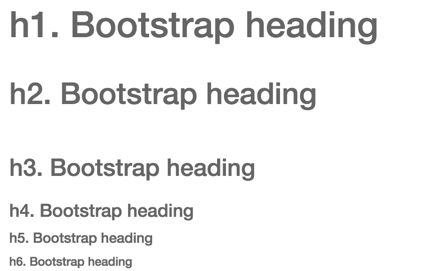 h1. Bootstrap heading
h2. Bootstrap heading
h3. Bootstrap heading
h4. Bootstrap heading
h5. Bootstrap heading
h6. Bootstrap heading